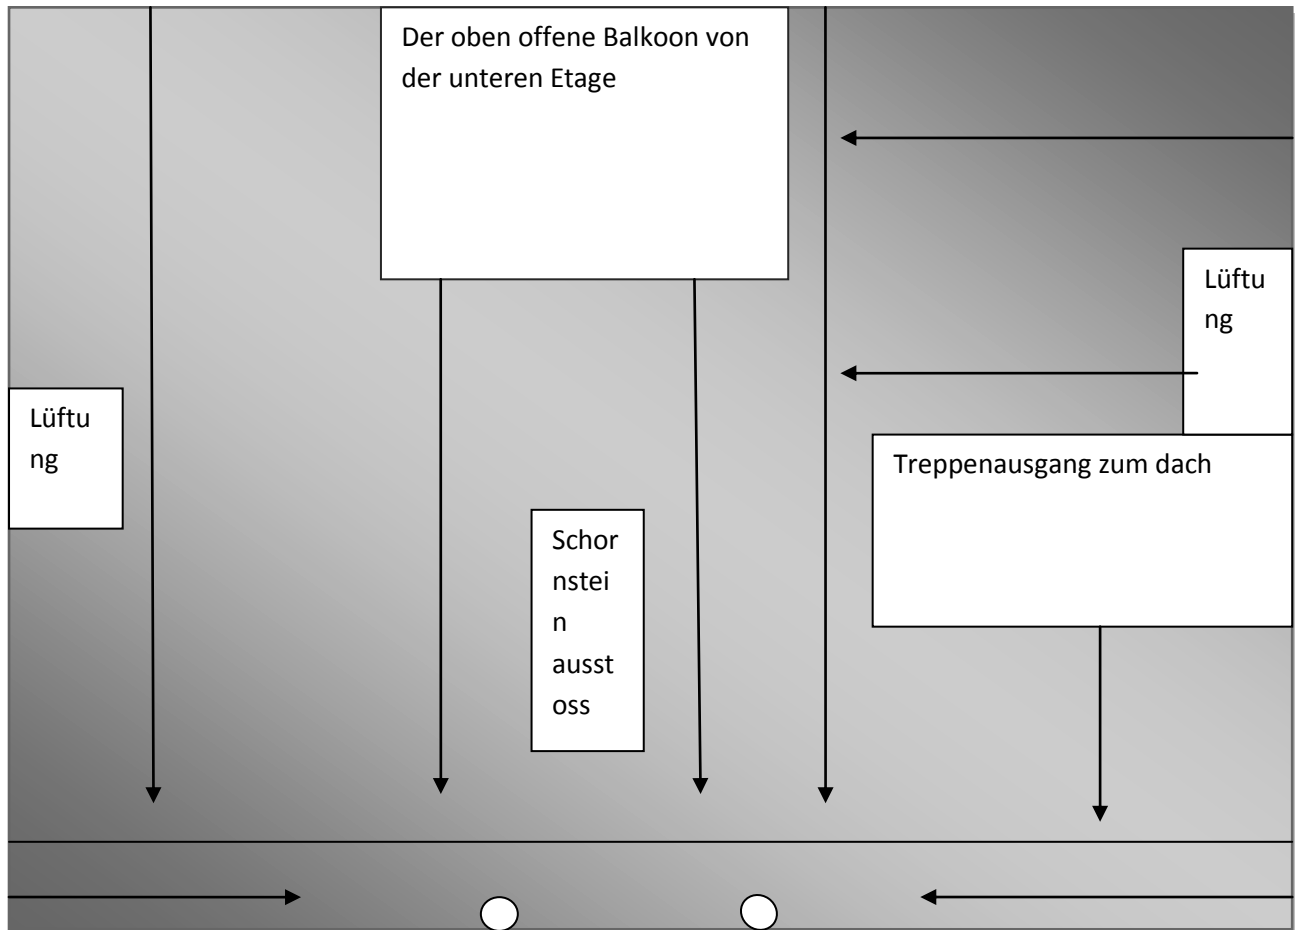 Der oben offene Balkoon von
der unteren Etage
Lüftu
ng
Lüftu
ng
Treppenausgang zum dach
Schor
nstei
n
ausst
oss